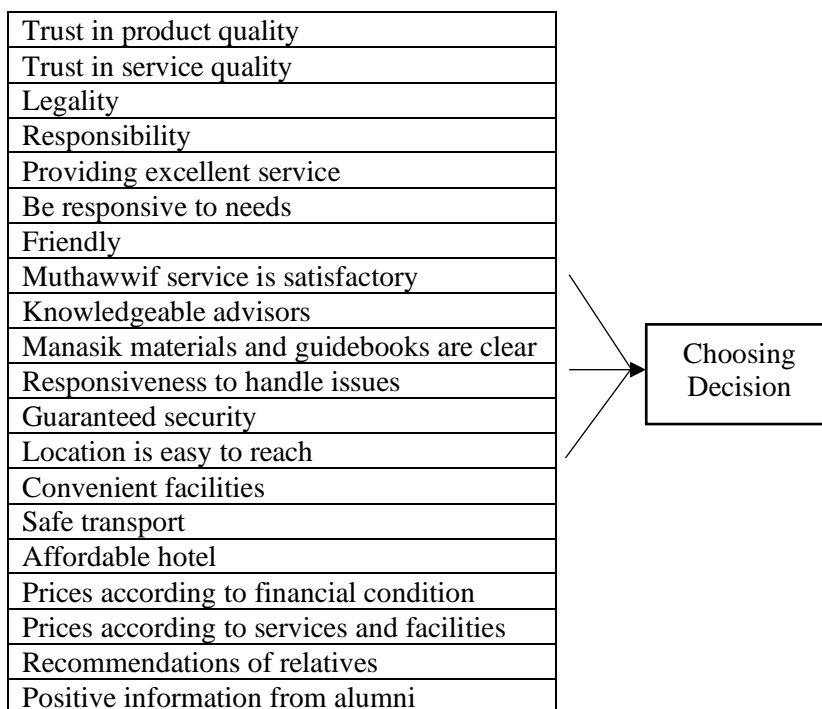 Trust in product quality
Trust in service quality
Legality
Responsibility
Providing excellent service
Be responsive to needs
Friendly
Muthawwif service is satisfactory
Knowledgeable advisors
Manasik materials and guidebooks are clear
Responsiveness to handle issues
Guaranteed security
Location is easy to reach
Convenient facilities
Safe transport
Affordable hotel
Prices according to financial condition
Prices according to services and facilities
Recommendations of relatives
Positive information from alumni
Choosing
Decision